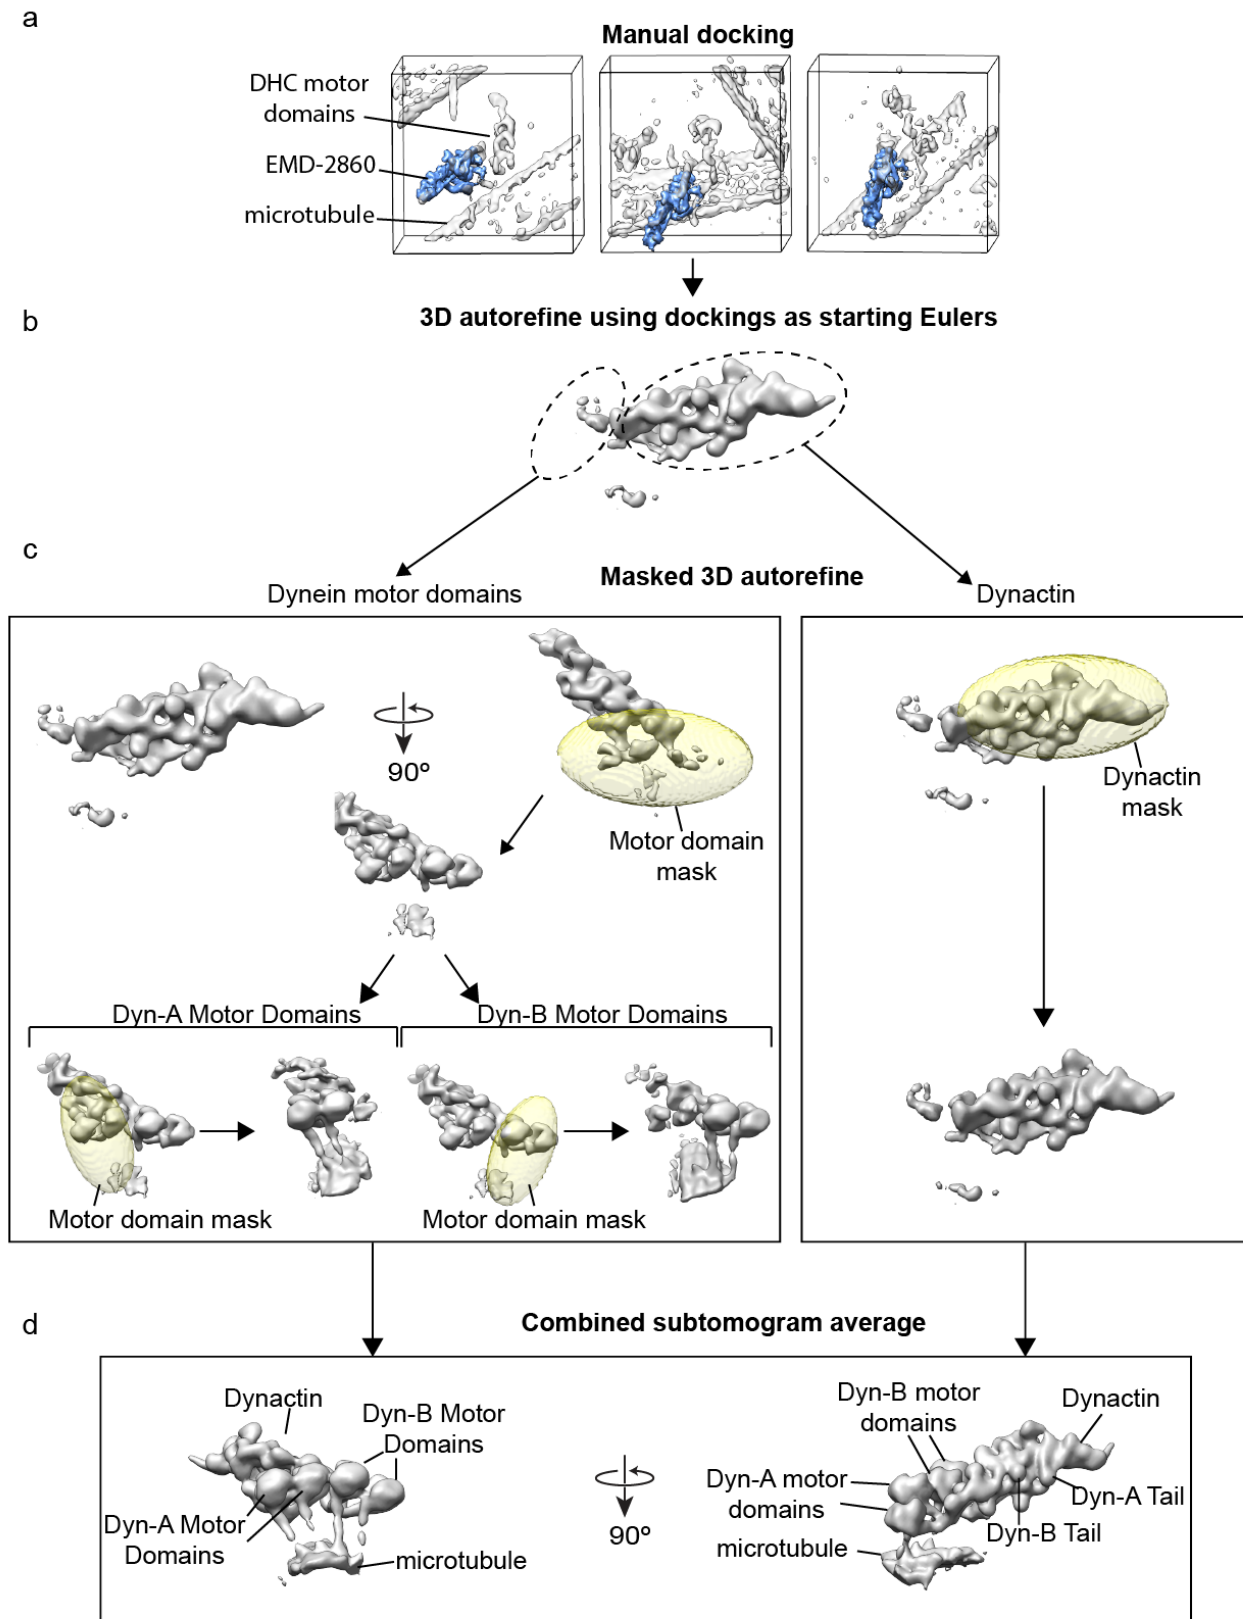 a
Manual docking
DHC motor
domains
EMD-2860
microtubule
b
3D autorefine using dockings as starting Eulers
c
Masked 3D autorefine
Dynein motor domains
Dynactin
90º
Motor domain
mask
Dynactin
mask
Dyn-A Motor Domains
Dyn-B Motor Domains
Motor domain mask
Motor domain mask
d
Combined subtomogram average
Dynactin
Dyn-B Motor
Domains
Dyn-A Motor
Domains
microtubule
90º
Dyn-B motor
domains
Dynactin
Dyn-A motor
domains
Dyn-A Tail
Dyn-B Tail
microtubule